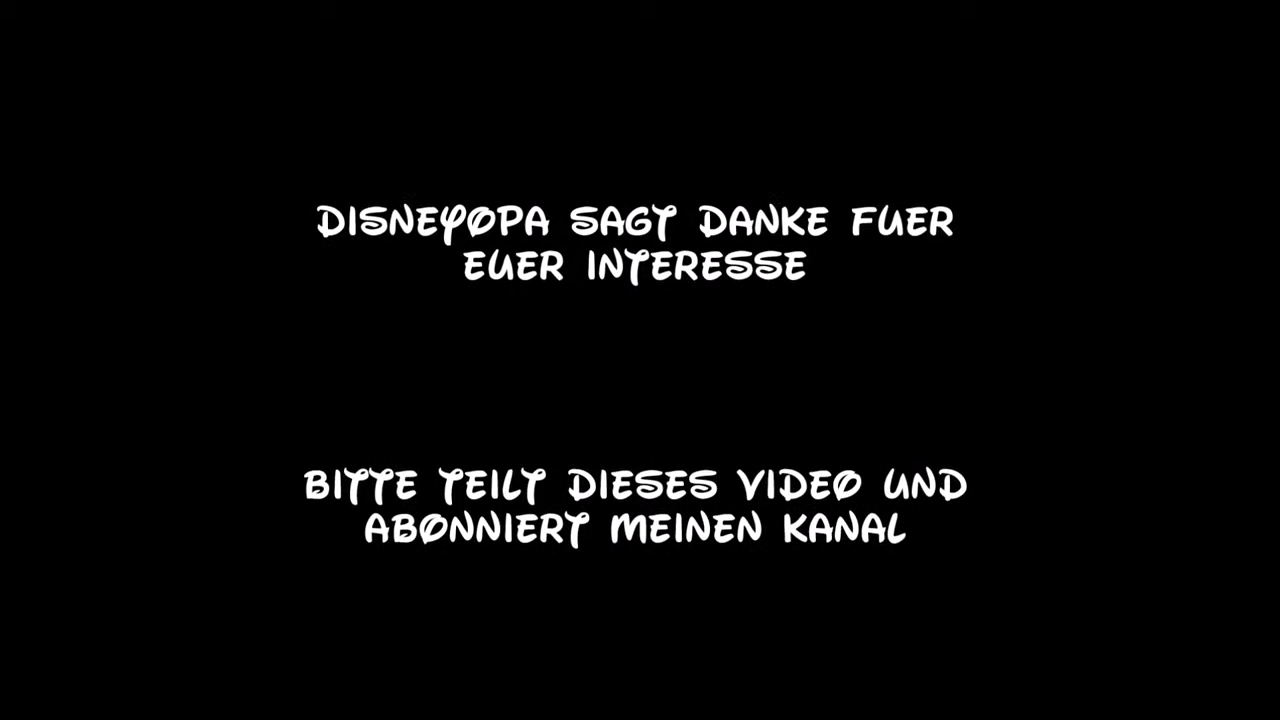 DISNEYOPA SAGT DANKE FUER
EUER INTERESSE
BITTE TEILT DIESES VIDEO UND
ABONNIERT MEINEN KANAL